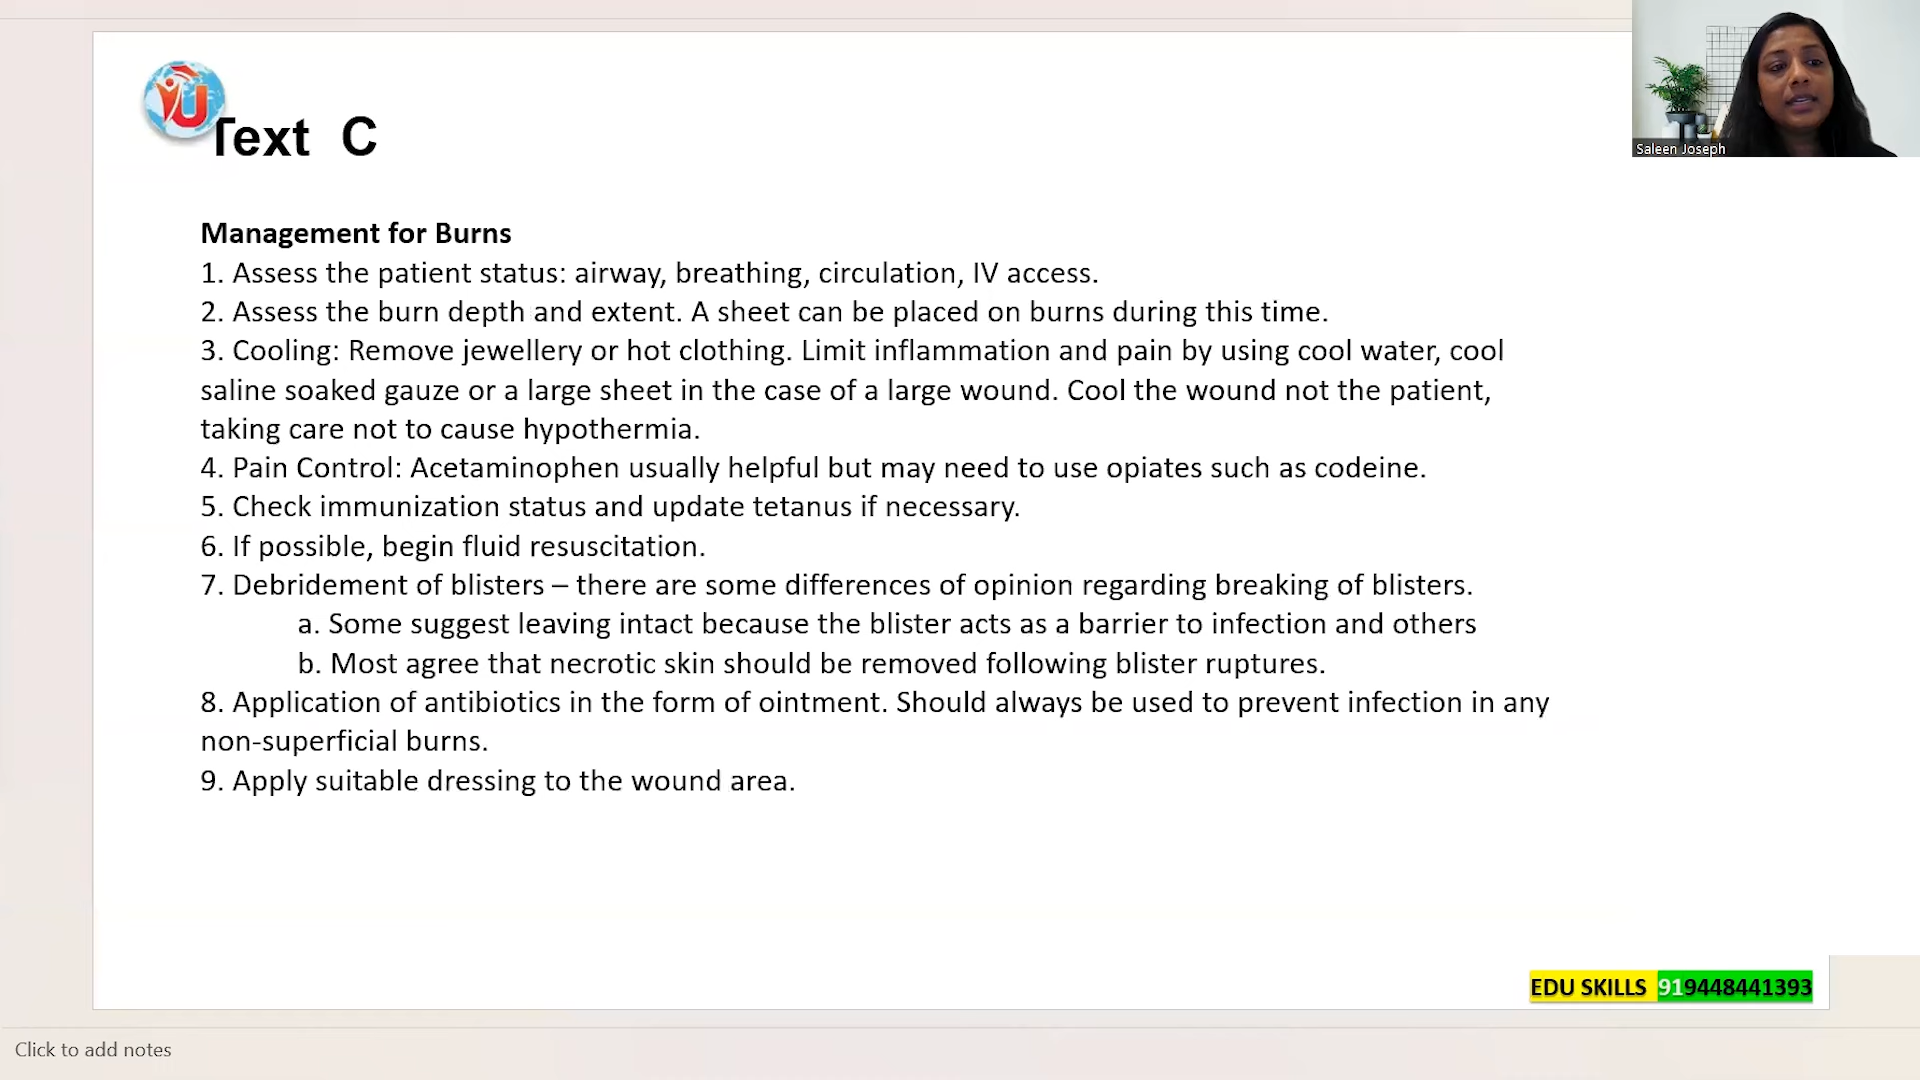 Text C
Saleen Joseph
Management for Burns
1. Assess the patient status: airway, breathing, circulation, IV access.
2. Assess the burn depth and extent. A sheet can be placed on burns during this time.
3. Cooling: Remove jewellery or hot clothing. Limit inflammation and pain by using cool water, cool
saline soaked gauze or a large sheet in the case of a large wound. Cool the wound not the patient,
taking care not to cause hypothermia.
4. Pain Control: Acetaminophen usually helpful but may need to use opiates such as codeine.
5. Check immunization status and update tetanus if necessary.
6. If possible, begin fluid resuscitation.
7. Debridement of blisters – there are some differences of opinion regarding breaking of blisters.
a. Some suggest leaving intact because the blister acts as a barrier to infection and others
b. Most agree that necrotic skin should be removed following blister ruptures.
8. Application of antibiotics in the form of ointment. Should always be used to prevent infection in any
non-superficial burns.
9. Apply suitable dressing to the wound area.
EDU SKILLS 919448441393
Click to add notes